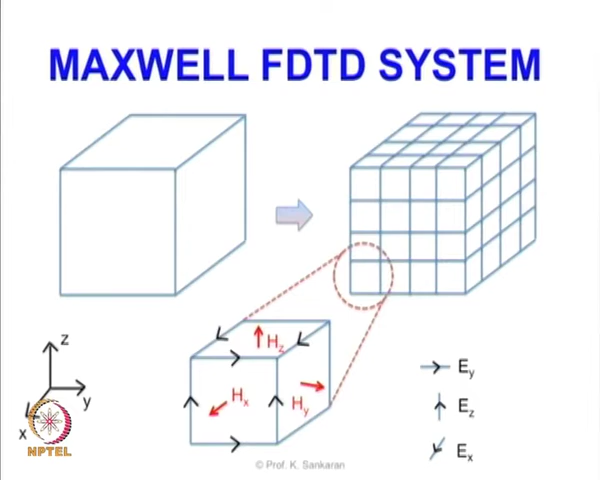 MAXWELL FDTD SYSTEM
z
y
x
NPTEL
Hz
Hx
Hy
Ey
Ez
Ex
© Prof. K. Sankaran